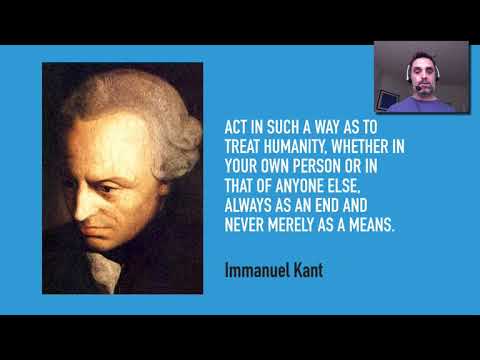 ACT IN SUCH A WAY AS TO
TREAT HUMANITY, WHETHER IN
YOUR OWN PERSON OR IN
THAT OF ANYONE ELSE,
ALWAYS AS AN END AND
NEVER MERELY AS A MEANS.
Immanuel Kant